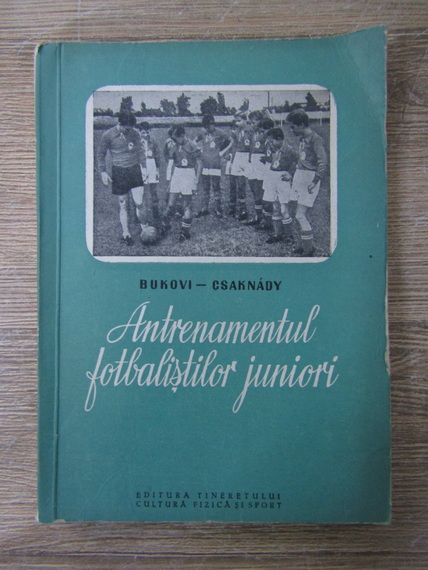 BUKOVI — CSAKNÁDY
Antrenamentul
fotbaliștilor juniori
EDITURA TINERETULUI
CULTURĂ FIZICĂ ȘI SPORT